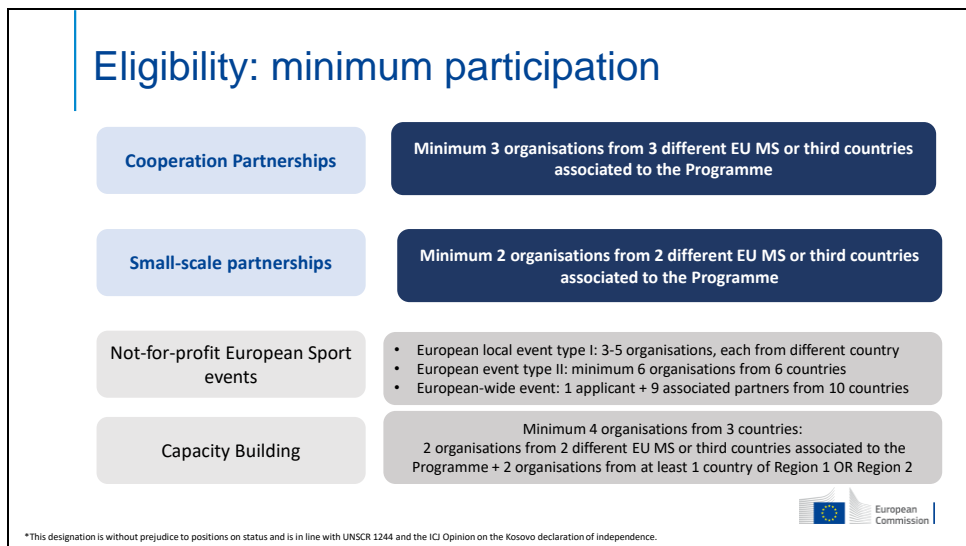 Eligibility: minimum participation
Cooperation Partnerships
Minimum 3 organisations from 3 different EU MS or third countries
associated to the Programme
Small-scale partnerships
Minimum 2 organisations from 2 different EU MS or third countries
associated to the Programme
Not-for-profit European Sport
events
• European local event type I: 3-5 organisations, each from different country
• European event type II: minimum 6 organisations from 6 countries
• European-wide event: 1 applicant + 9 associated partners from 10 countries
Capacity Building
Minimum 4 organisations from 3 countries:
2 organisations from 2 different EU MS or third countries associated to the
Programme + 2 organisations from at least 1 country of Region 1 OR Region 2
European
Commission
*This designation is without prejudice to positions on status and is in line with UNSCR 1244 and the ICJ Opinion on the Kosovo declaration of independence.